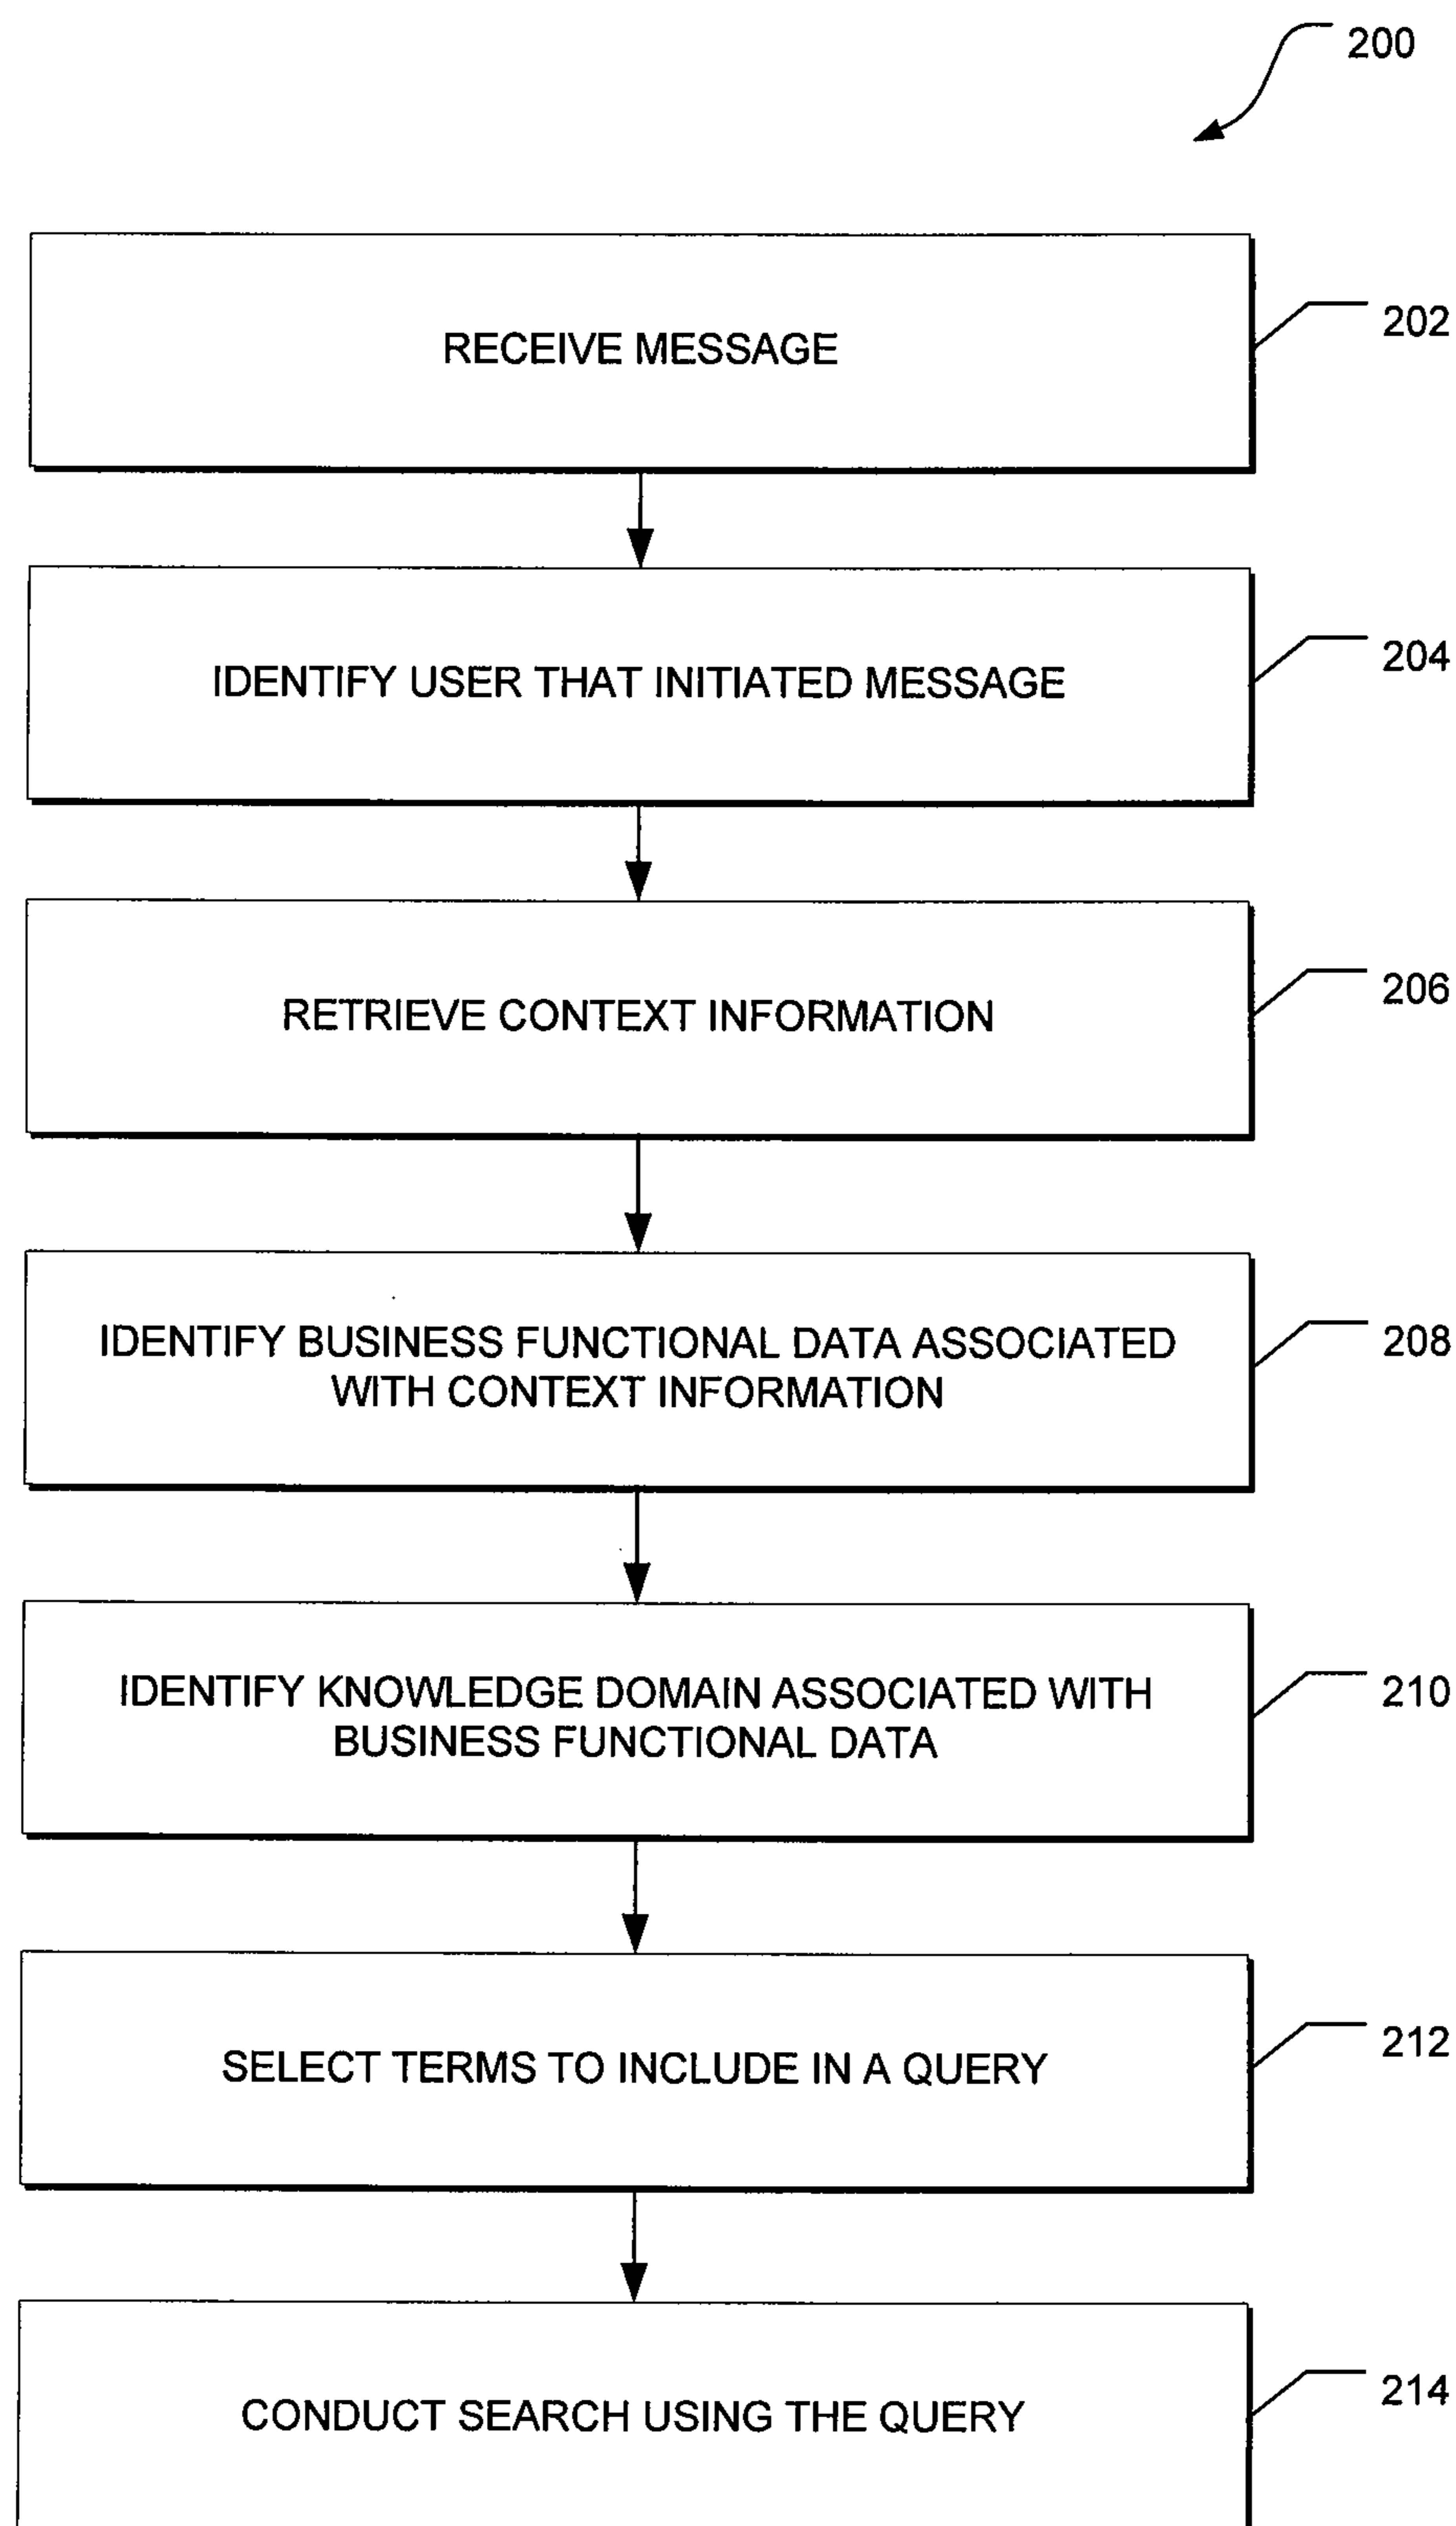 200
RECEIVE MESSAGE
202
IDENTIFY USER THAT INITIATED MESSAGE
204
RETRIEVE CONTEXT INFORMATION
206
IDENTIFY BUSINESS FUNCTIONAL DATA ASSOCIATED
WITH CONTEXT INFORMATION
208
IDENTIFY KNOWLEDGE DOMAIN ASSOCIATED WITH
BUSINESS FUNCTIONAL DATA
210
SELECT TERMS TO INCLUDE IN A QUERY
212
CONDUCT SEARCH USING THE QUERY
214